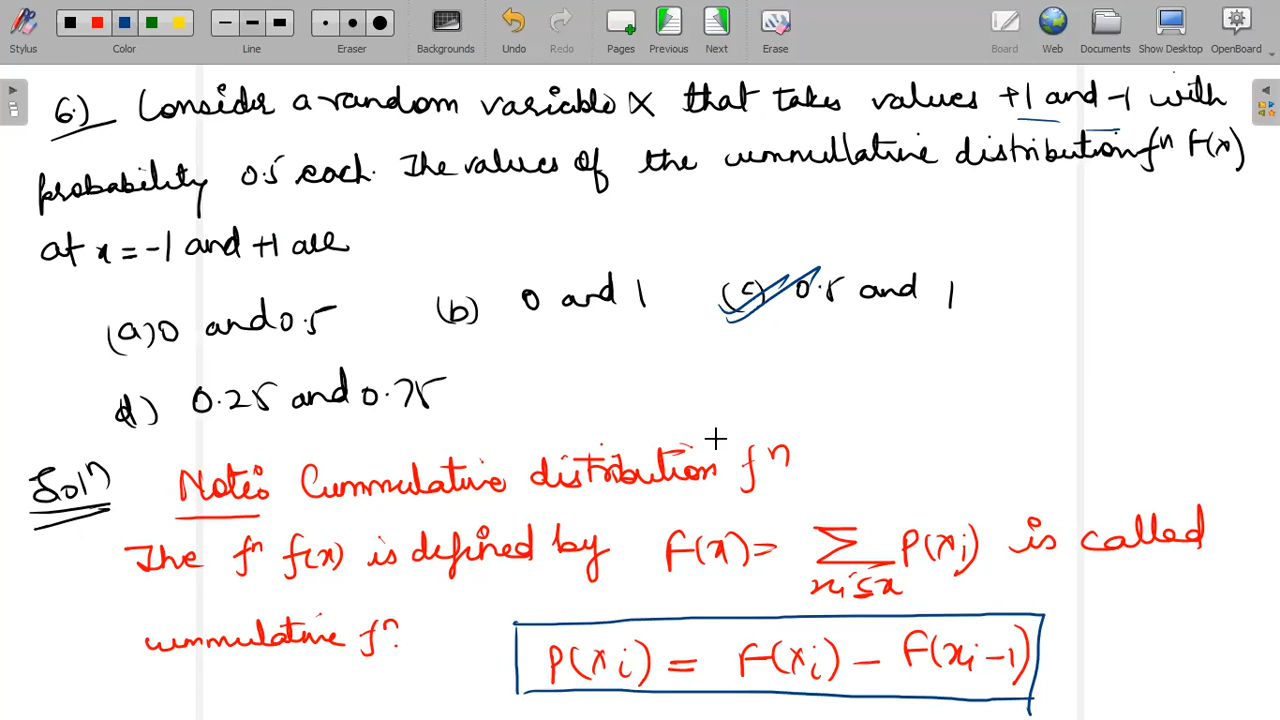 Stylus Color Line Eraser Backgrounds Undo Redo Pages Previous Next Erase Board Web Documents Show Desktop OpenBoard
6.) Consider a random variable X that takes values +1 and -1 with
probability 0.5 each. The values of the cummullative distribution fⁿ F(x)
at x = -1 and +1 are
(a) 0 and 0.5 (b) 0 and 1 (c) 0.5 and 1
d) 0.25 and 0.75
Solⁿ Note: Cummulative distribution fⁿ
The fⁿ f(x) is defined by F(x) = ∑ xi ≤ x P(xi) is called
cummulative fⁿ.
P(xi) = F(xi) - F(xi-1)